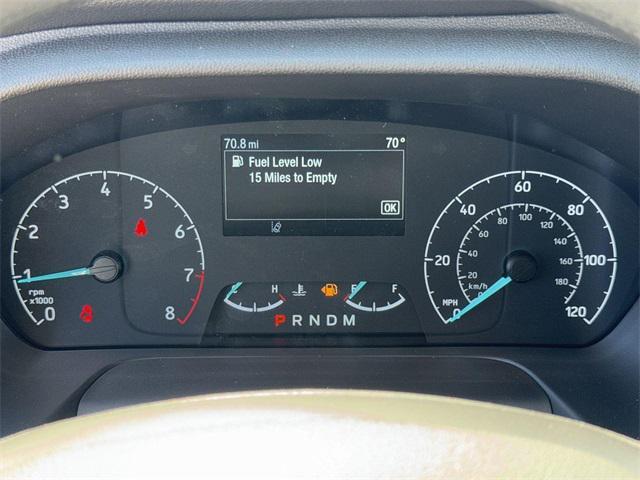 70.8 mi 70°
Fuel Level Low
15 Miles to Empty
OK
0 1 2 3 4 5 6 7 8
rpm
x1000
C H
E F
P R N D M
0 20 40 60 80 100 120
MPH
0 20 40 60 80 100 120 140 160 180
km/h